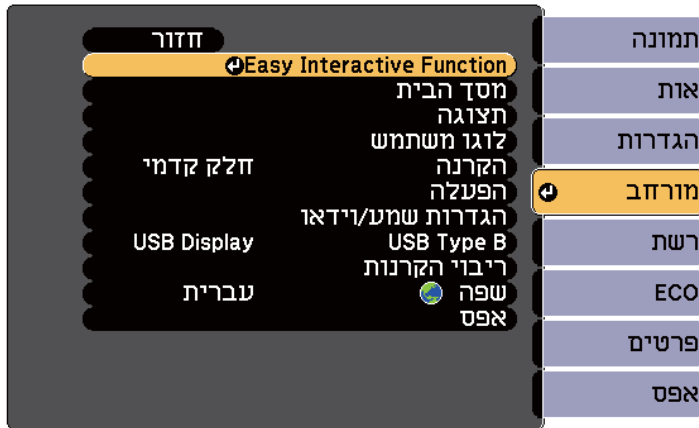 תמונה
אות
הגדרות
מורחב
רשת
ECO
פרטים
אפס
חזור
Easy Interactive Function
מסך הבית
תצוגה
לוגו משתמש
הקרנה חלק קדמי
הפעלה
הגדרות שמע/וידאו
USB Type B USB Display
ריבוי הקרנות
שפה עברית
אפס